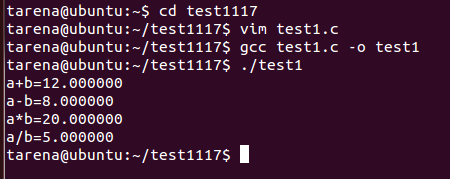 tarena@ubuntu:~$ cd test1117
tarena@ubuntu:~/test1117$ vim test1.c
tarena@ubuntu:~/test1117$ gcc test1.c -o test1
tarena@ubuntu:~/test1117$ ./test1
a+b=12.000000
a-b=8.000000
a*b=20.000000
a/b=5.000000
tarena@ubuntu:~/test1117$